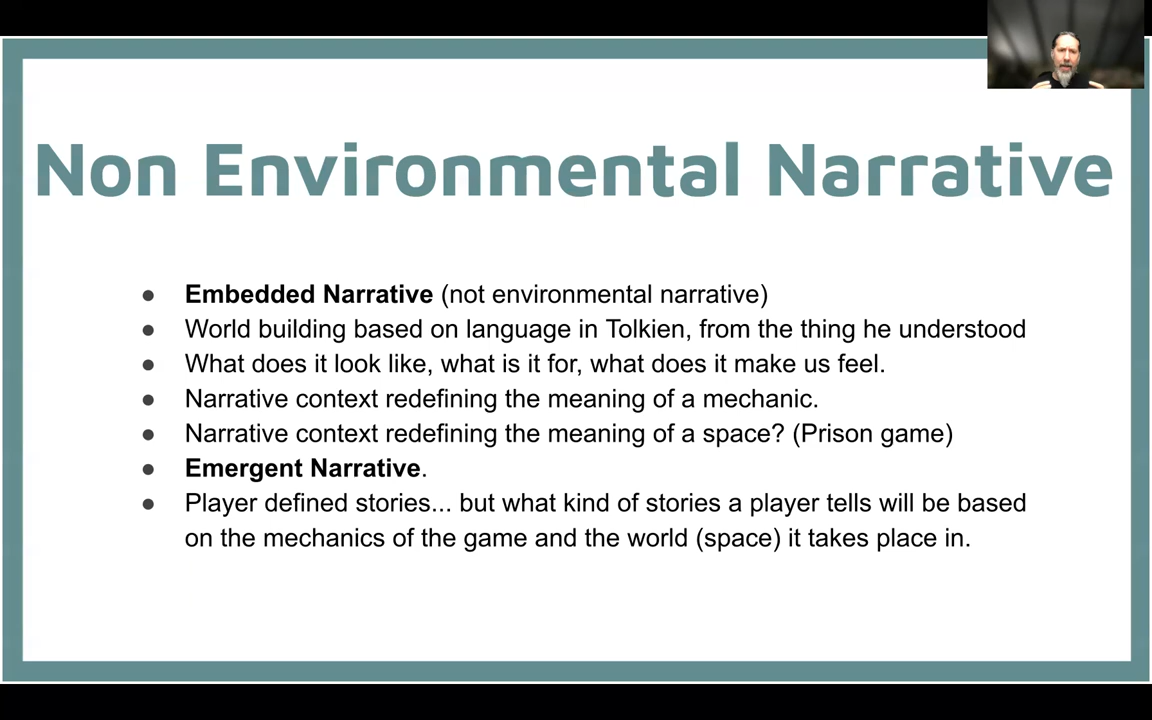 Non Environmental Narrative
● Embedded Narrative (not environmental narrative)
● World building based on language in Tolkien, from the thing he understood
● What does it look like, what is it for, what does it make us feel.
● Narrative context redefining the meaning of a mechanic.
● Narrative context redefining the meaning of a space? (Prison game)
● Emergent Narrative.
● Player defined stories... but what kind of stories a player tells will be based
on the mechanics of the game and the world (space) it takes place in.